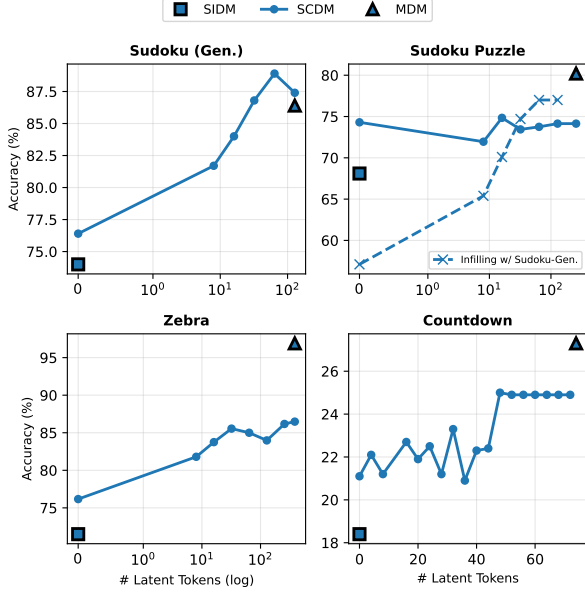 SIDM SCDM MDM
Sudoku (Gen.)
Accuracy (%)
87.5
85.0
82.5
80.0
77.5
75.0
0 10⁰ 10¹ 10²
Sudoku Puzzle
80
75
70
65
60
Infilling w/ Sudoku-Gen.
0 10⁰ 10¹ 10²
Zebra
Accuracy (%)
95
90
85
80
75
0 10⁰ 10¹ 10²
# Latent Tokens (log)
Countdown
26
24
22
20
18
0 20 40 60
# Latent Tokens